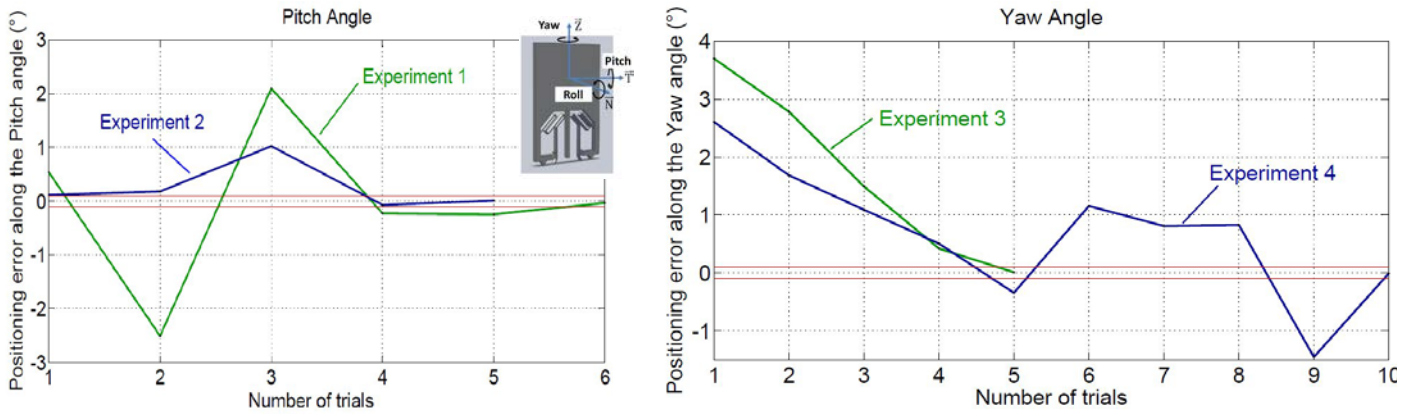 Pitch Angle
Positioning error along the Pitch angle (°)
3
2
1
0
-1
-2
-3
Experiment 1
Experiment 2
Yaw
Z
Pitch
T
Roll
N
1 2 3 4 5 6
Number of trials
Yaw Angle
Positioning error along the Yaw angle (°)
4
3
2
1
0
-1
Experiment 3
Experiment 4
1 2 3 4 5 6 7 8 9 10
Number of trials